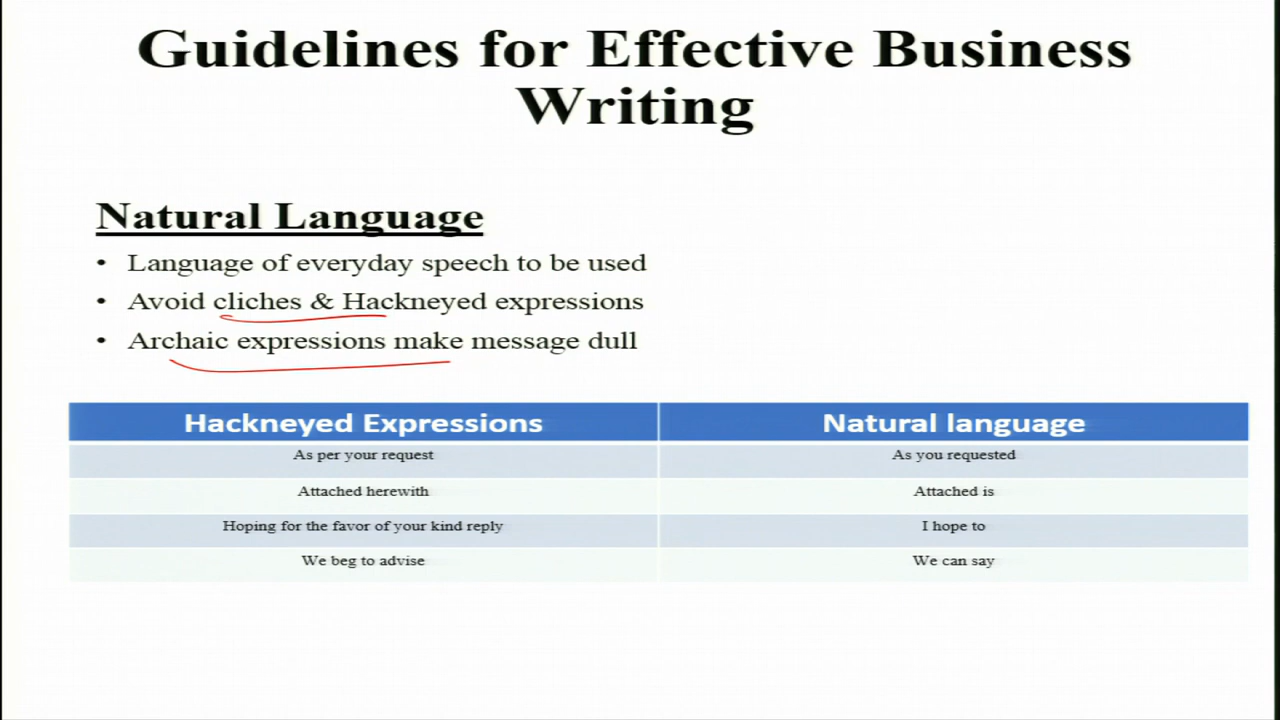 Guidelines for Effective Business
Writing
Natural Language
• Language of everyday speech to be used
• Avoid cliches & Hackneyed expressions
• Archaic expressions make message dull
Hackneyed Expressions Natural language
As per your request As you requested
Attached herewith Attached is
Hoping for the favor of your kind reply I hope to
We beg to advise We can say